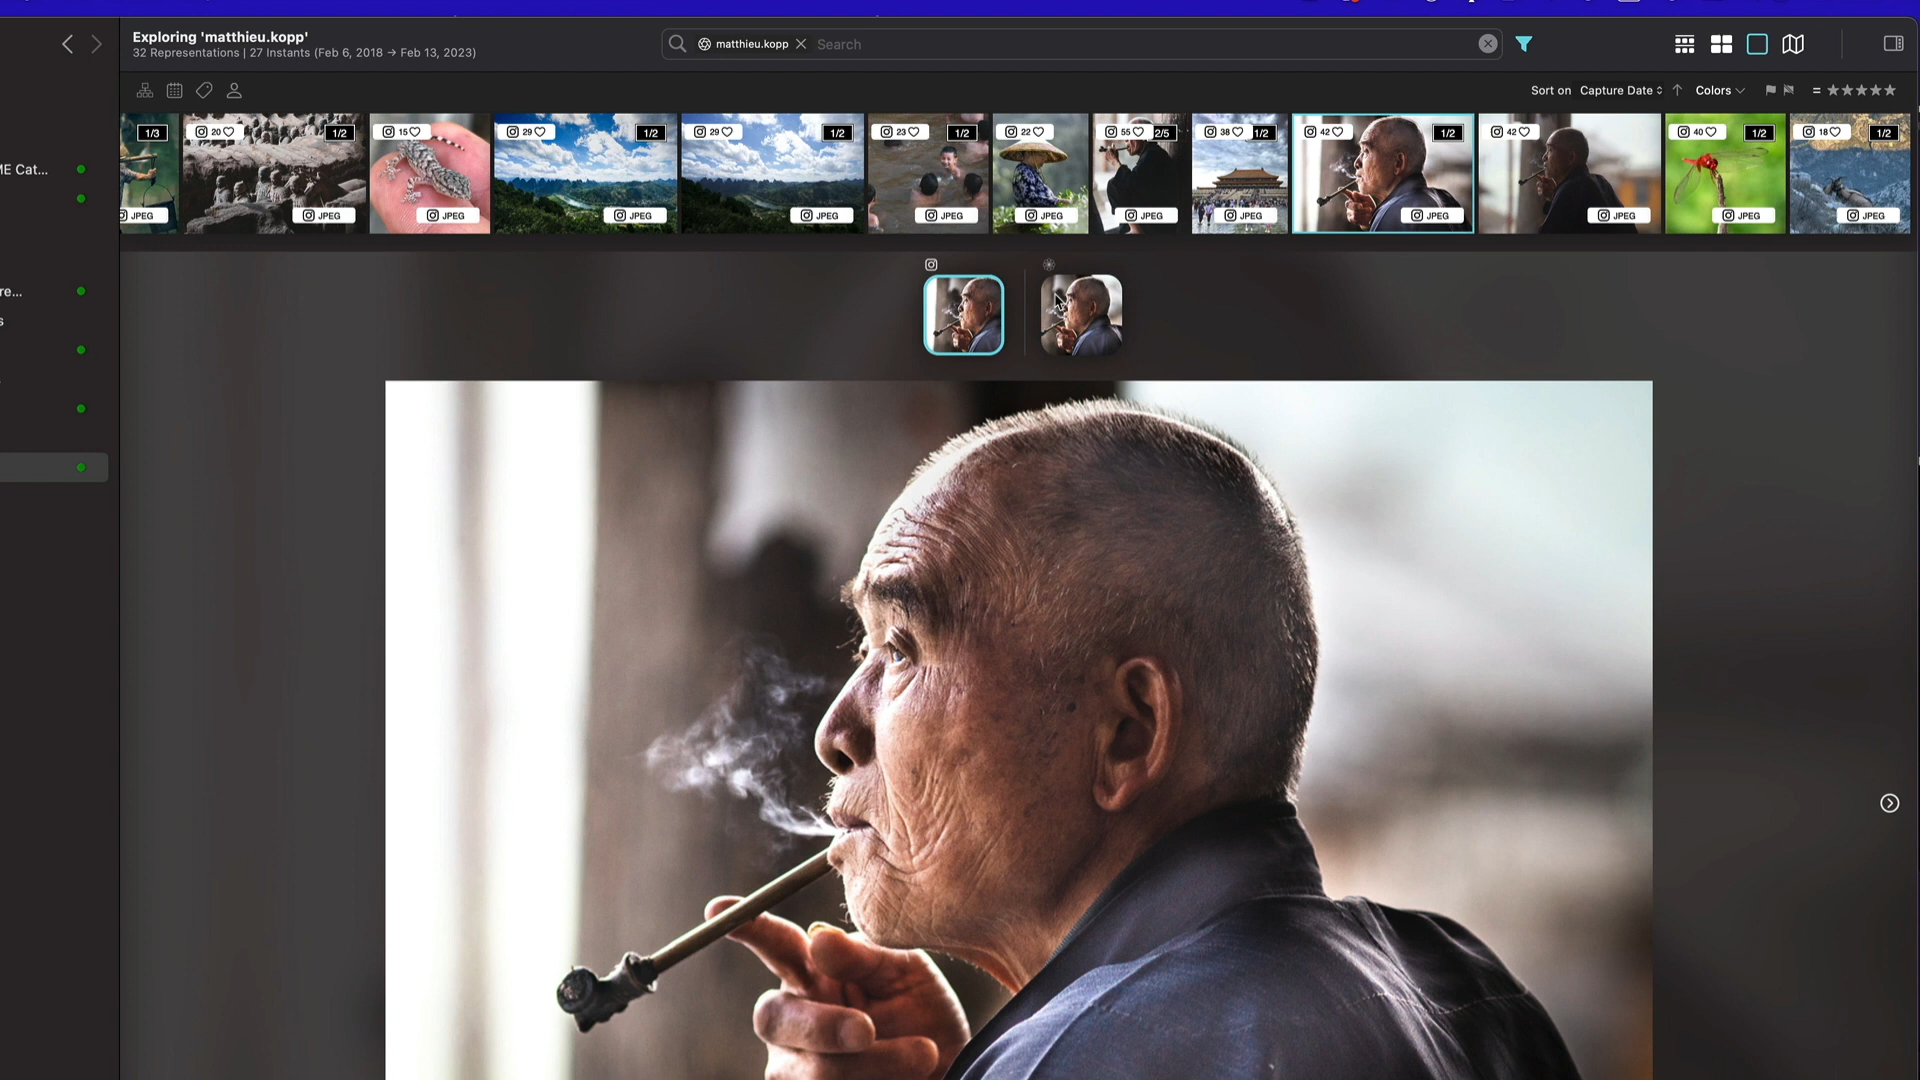 Exploring 'matthieu.kopp'
32 Representations | 27 Instants (Feb 6, 2018 → Feb 13, 2023)
matthieu.kopp
Search
Sort on Capture Date
Colors
=
1/3
20
1/2
15
29
1/2
29
1/2
23
1/2
22
55
2/5
38
1/2
42
1/2
42
40
1/2
18
1/2
JPEG
JPEG
JPEG
JPEG
JPEG
JPEG
JPEG
JPEG
JPEG
JPEG
JPEG
JPEG
JPEG
ME Cat...
re...
s